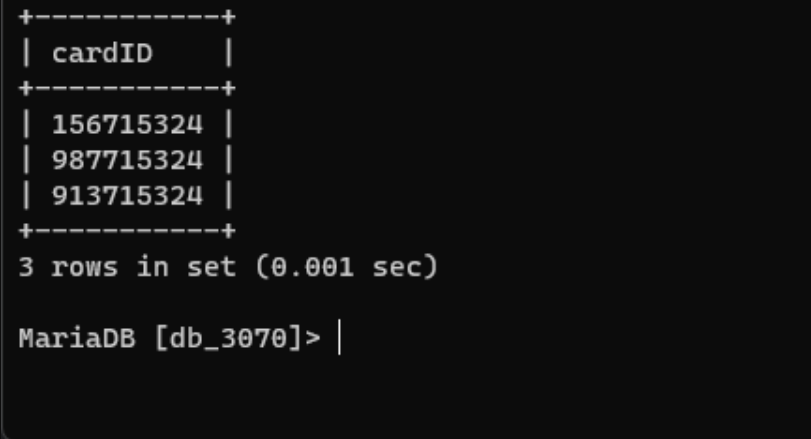 +-----------+
| cardID    |
+-----------+
| 156715324 |
| 987715324 |
| 913715324 |
+-----------+
3 rows in set (0.001 sec)
MariaDB [db_3070]>